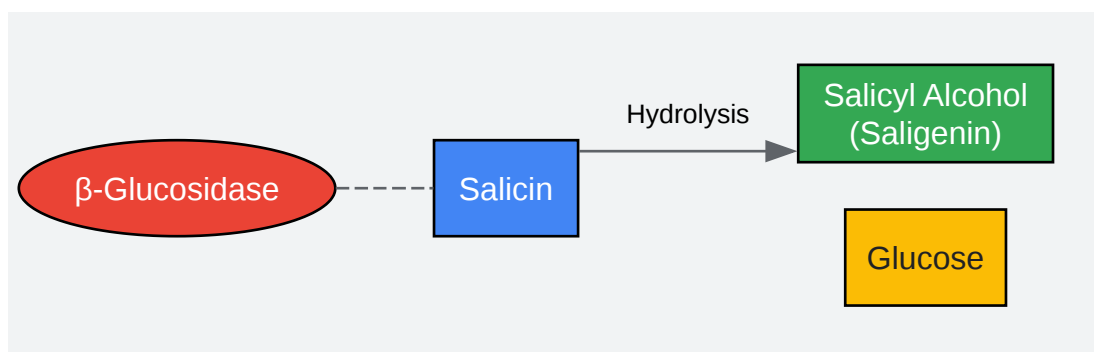 β-Glucosidase
Salicin
Hydrolysis
Salicyl Alcohol
(Saligenin)
Glucose